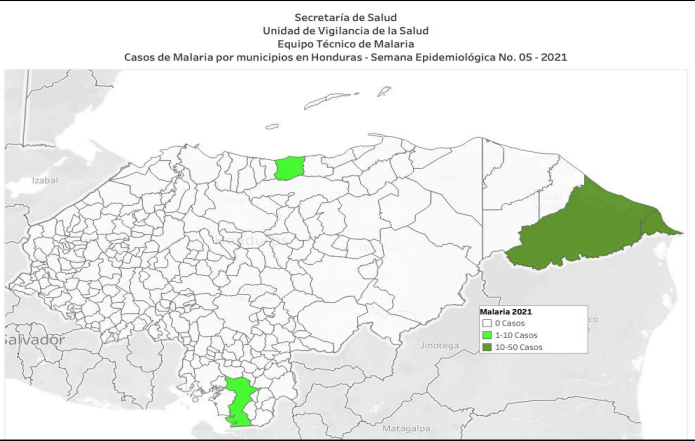 Secretaría de Salud
Unidad de Vigilancia de la Salud
Equipo Técnico de Malaria
Casos de Malaria por municipios en Honduras - Semana Epidemiológica No. 05 - 2021
Izabal
Malaria 2021
0 Casos
1-10 Casos
10-50 Casos
co
alvador
Jinotega
Matagalpa